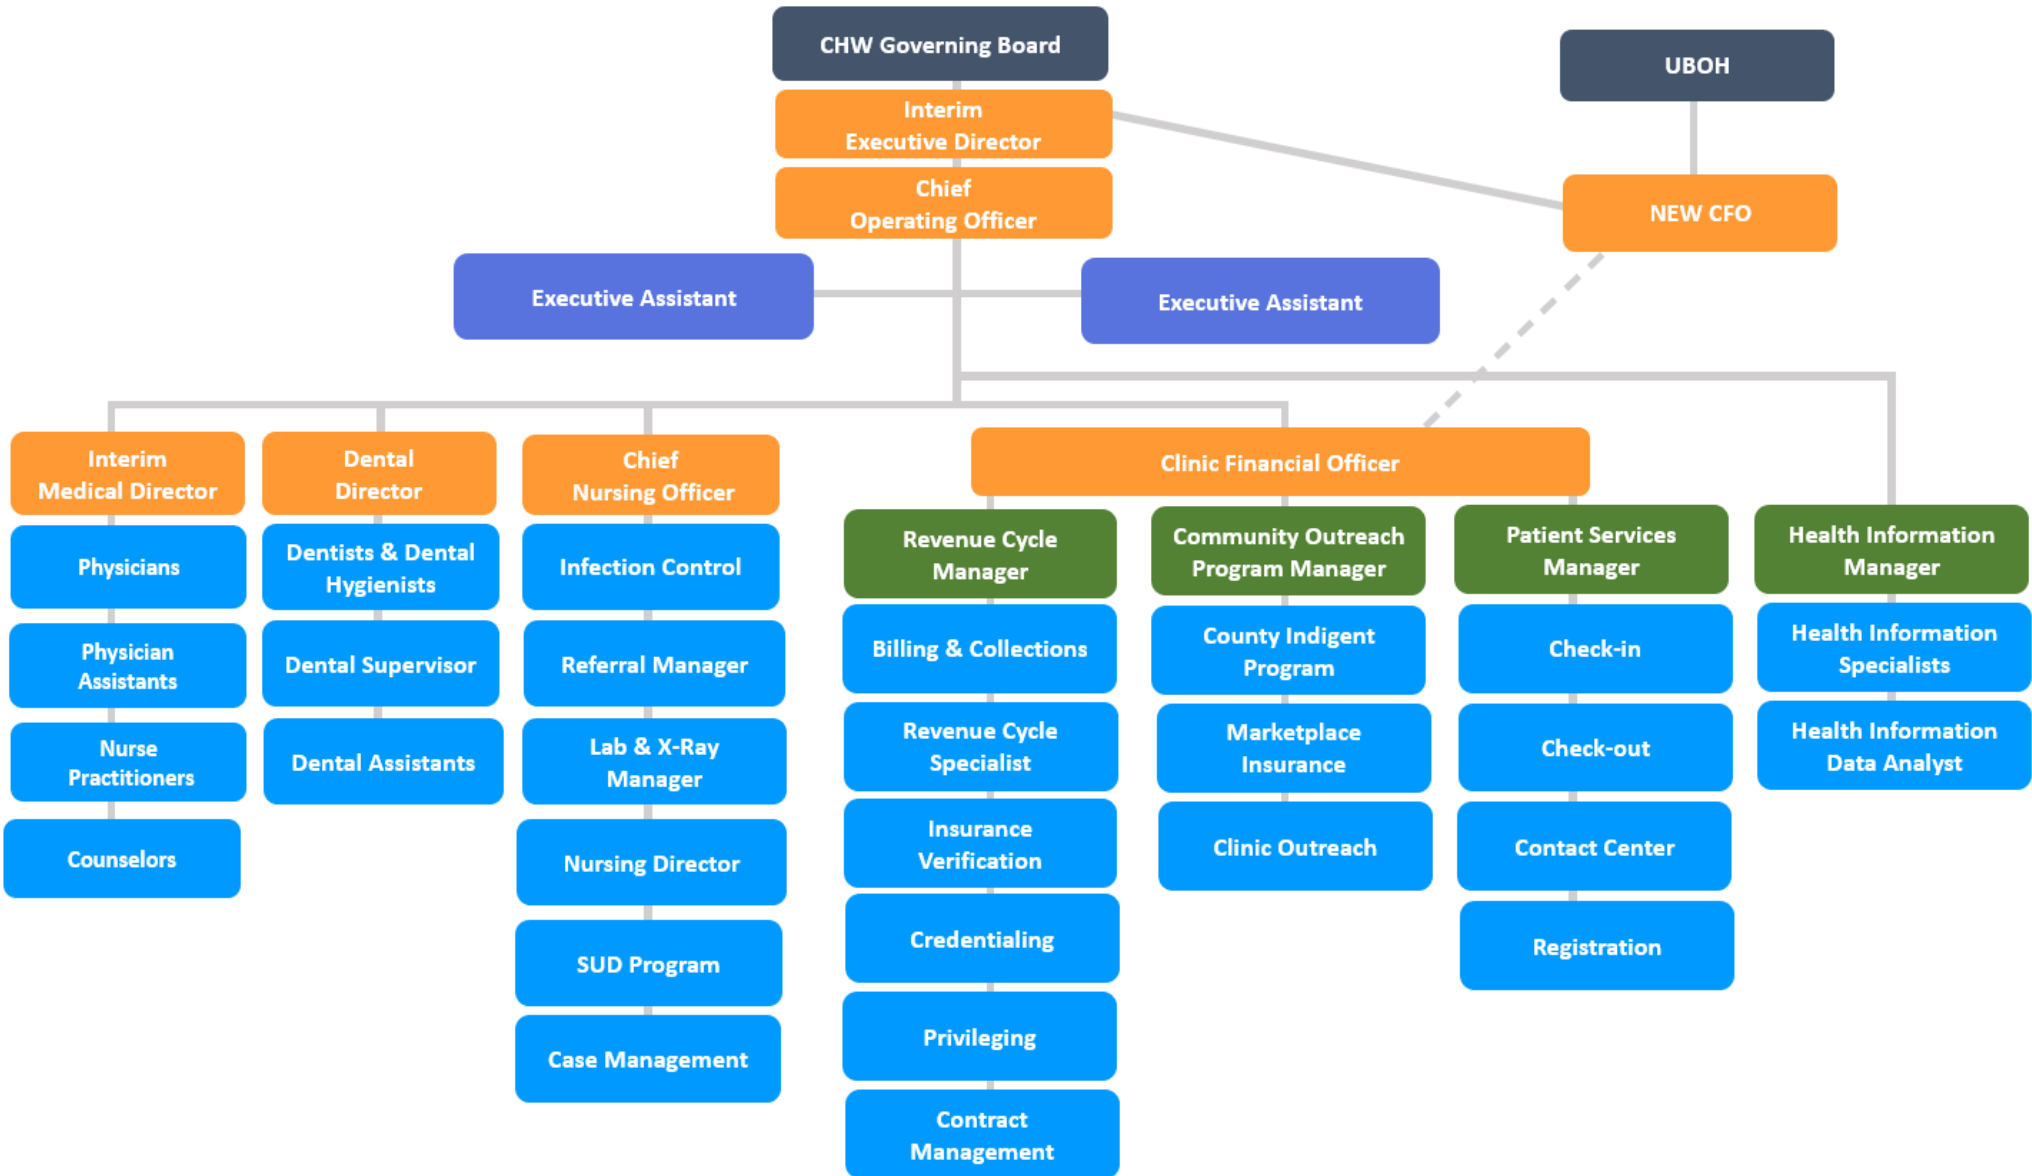 CHW Governing Board
UBOH
Interim
Executive Director
Chief
Operating Officer
NEW CFO
Executive Assistant
Executive Assistant
Interim
Medical Director
Physicians
Physician
Assistants
Nurse
Practitioners
Counselors
Dental
Director
Dentists & Dental
Hygienists
Dental Supervisor
Dental Assistants
Chief
Nursing Officer
Infection Control
Referral Manager
Lab & X-Ray
Manager
Nursing Director
SUD Program
Case Management
Clinic Financial Officer
Revenue Cycle
Manager
Billing & Collections
Revenue Cycle
Specialist
Insurance
Verification
Credentialing
Privileging
Contract
Management
Community Outreach
Program Manager
County Indigent
Program
Marketplace
Insurance
Clinic Outreach
Patient Services
Manager
Check-in
Check-out
Contact Center
Registration
Health Information
Manager
Health Information
Specialists
Health Information
Data Analyst